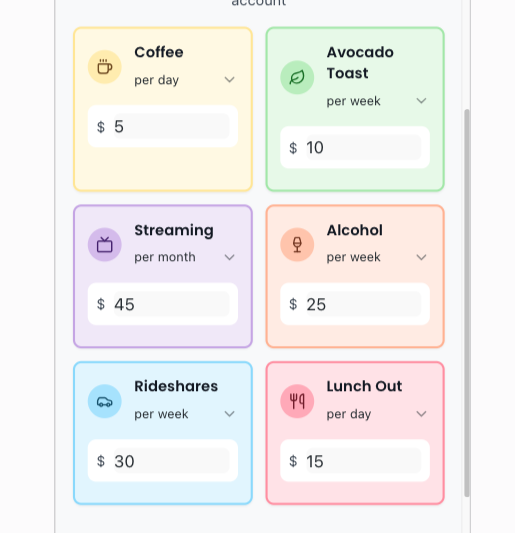 account
Coffee
per day
$ 5
Avocado
Toast
per week
$ 10
Streaming
per month
$ 45
Alcohol
per week
$ 25
Rideshares
per week
$ 30
Lunch Out
per day
$ 15